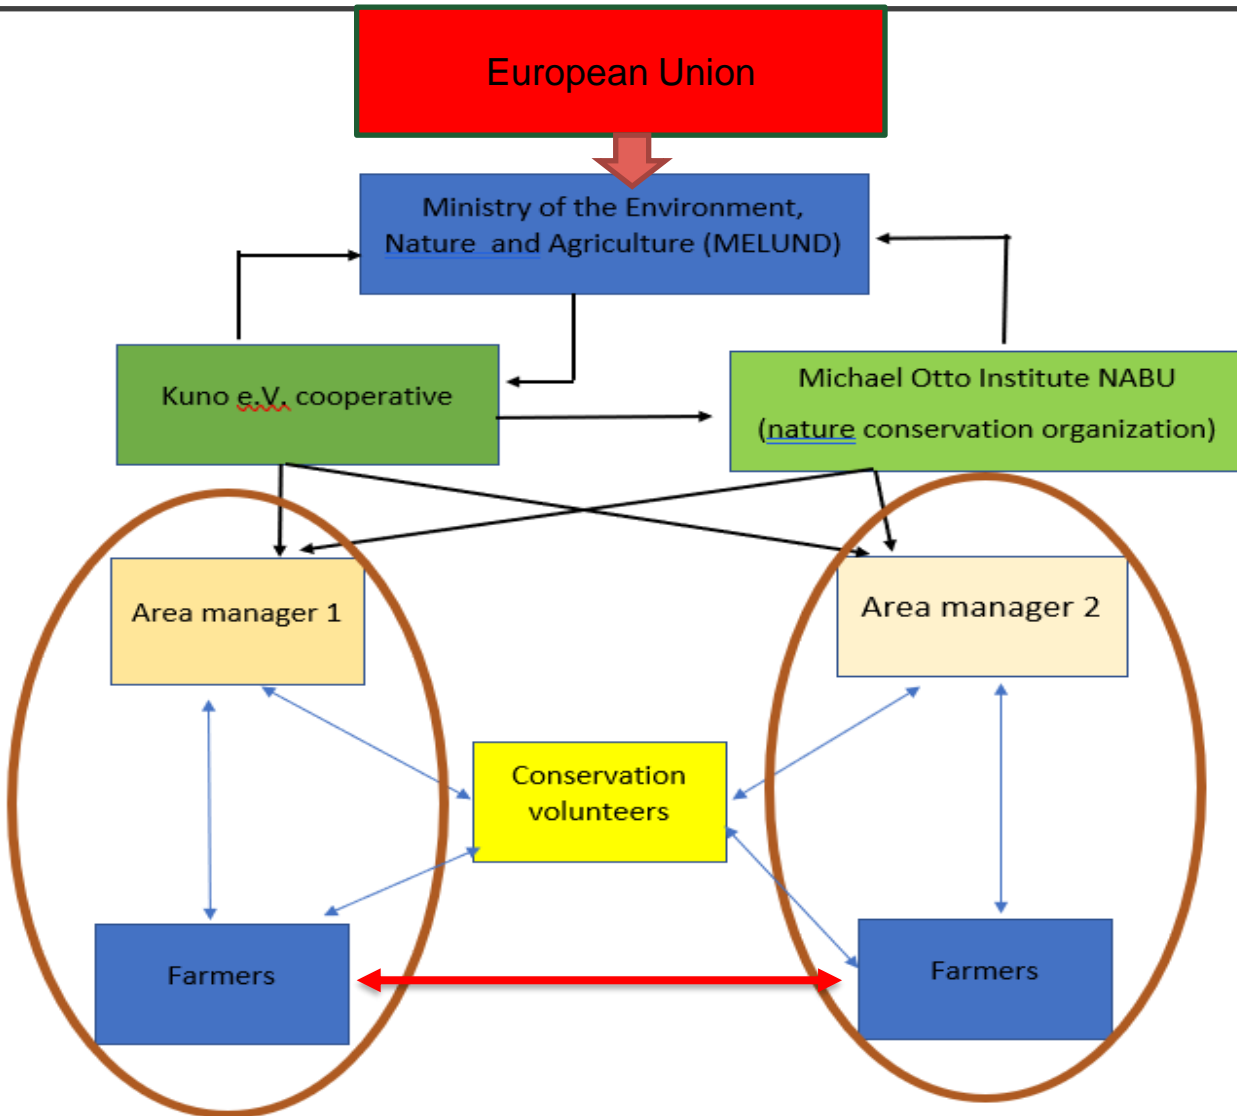 European Union
Ministry of the Environment,
Nature and Agriculture (MELUND)
Kuno e.V. cooperative
Michael Otto Institute NABU
(nature conservation organization)
Area manager 1
Area manager 2
Conservation
volunteers
Farmers
Farmers